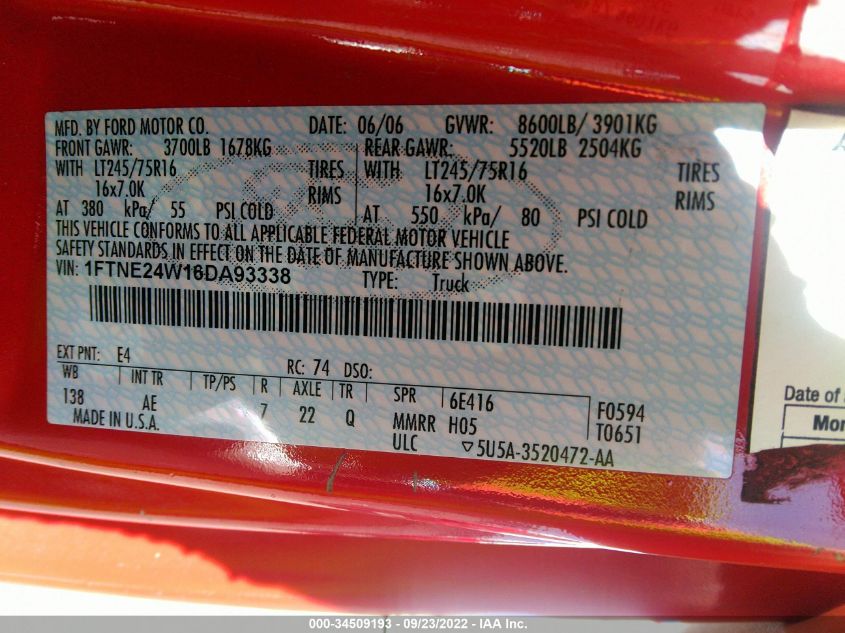 MFD. BY FORD MOTOR CO. DATE: 06/06 GVWR: 8600LB/ 3901KG
FRONT GAWR: 3700LB 1678KG REAR GAWR: 5520LB 2504KG
WITH LT245/75R16 TIRES WITH LT245/75R16 TIRES
16x7.0K RIMS 16x7.0K RIMS
AT 380 kPa/ 55 PSI COLD AT 550 kPa/ 80 PSI COLD
THIS VEHICLE CONFORMS TO ALL APPLICABLE FEDERAL MOTOR VEHICLE
SAFETY STANDARDS IN EFFECT ON THE DATE OF MANUFACTURE SHOWN ABOVE.
VIN: 1FTNE24W16DA93338 TYPE: Truck
EXT PNT: E4 RC: 74 DSO:
WB INT TR TP/PS R AXLE TR SPR 6E416 F0594
138 AE 7 22 Q MMRR H05 T0651
MADE IN U.S.A. ULC ▽5U5A-3520472-AA
Date of
Mon
000-34509193 - 09/23/2022 - IAA Inc.